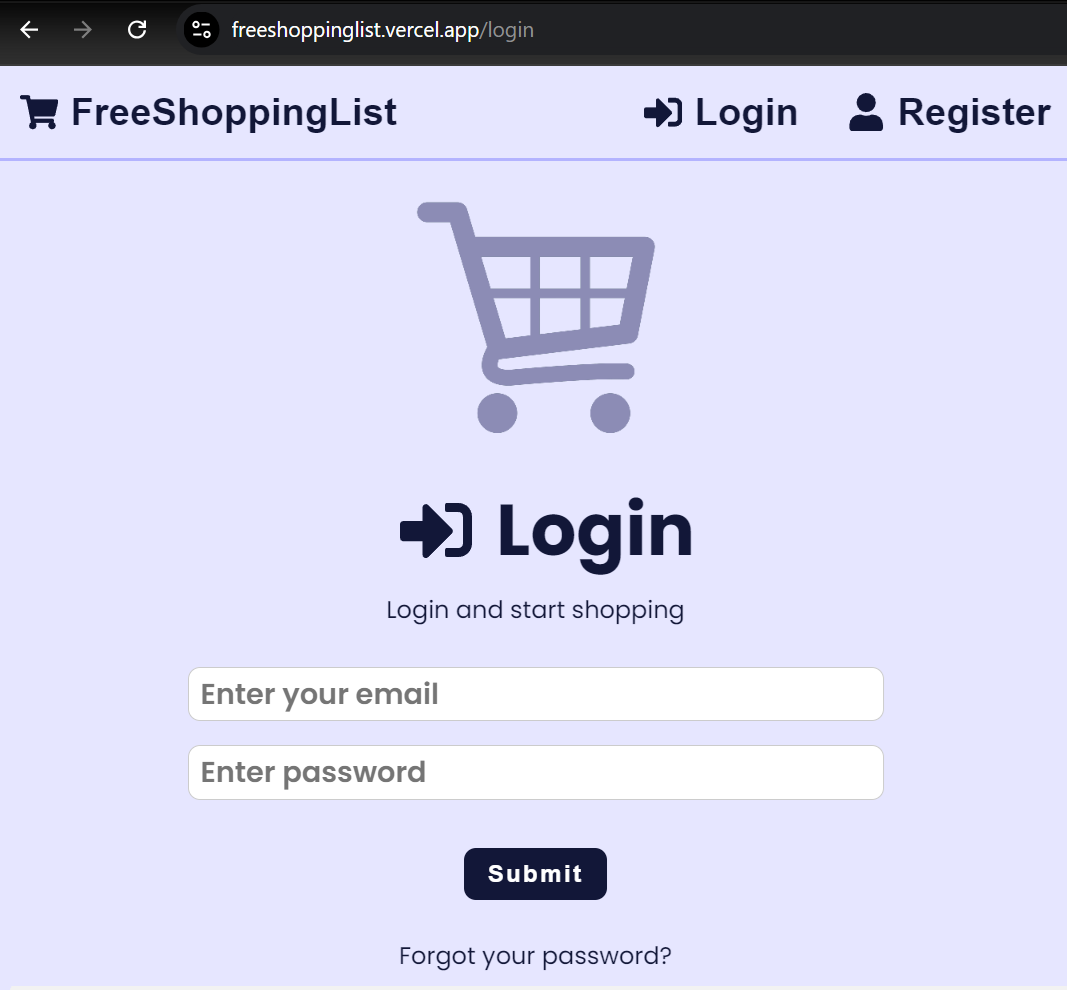 freeshoppinglist.vercel.app/login
FreeShoppingList Login Register
Login
Login and start shopping
Enter your email
Enter password
Submit
Forgot your password?